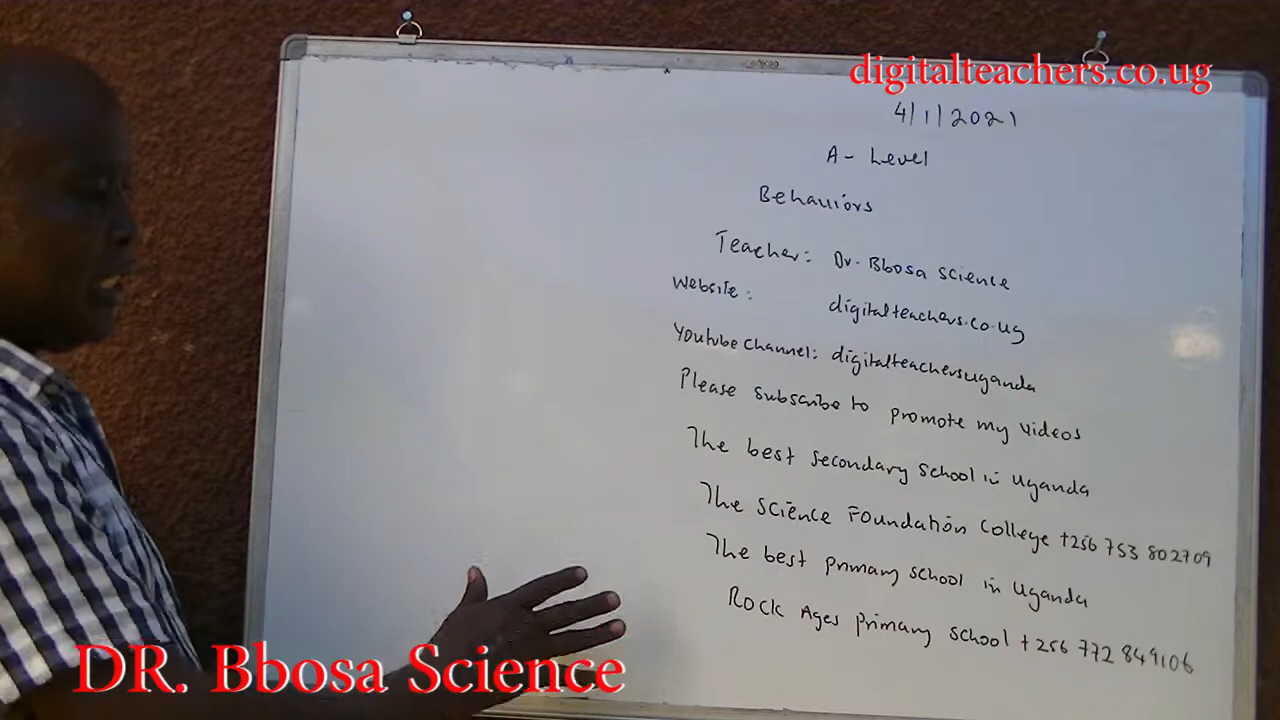 digitalteachers.co.ug
4/1/2021
A - Level
Behaviors
Teacher: Dr. Bbosa science
Website: digitalteachers.co.ug
Youtube Channel: digitalteachersuganda
Please subscribe to promote my videos
The best secondary school in Uganda
The Science Foundation College +256 753 802709
The best primary school in Uganda
Rock Ages primary school +256 772 849106
DR. Bbosa Science